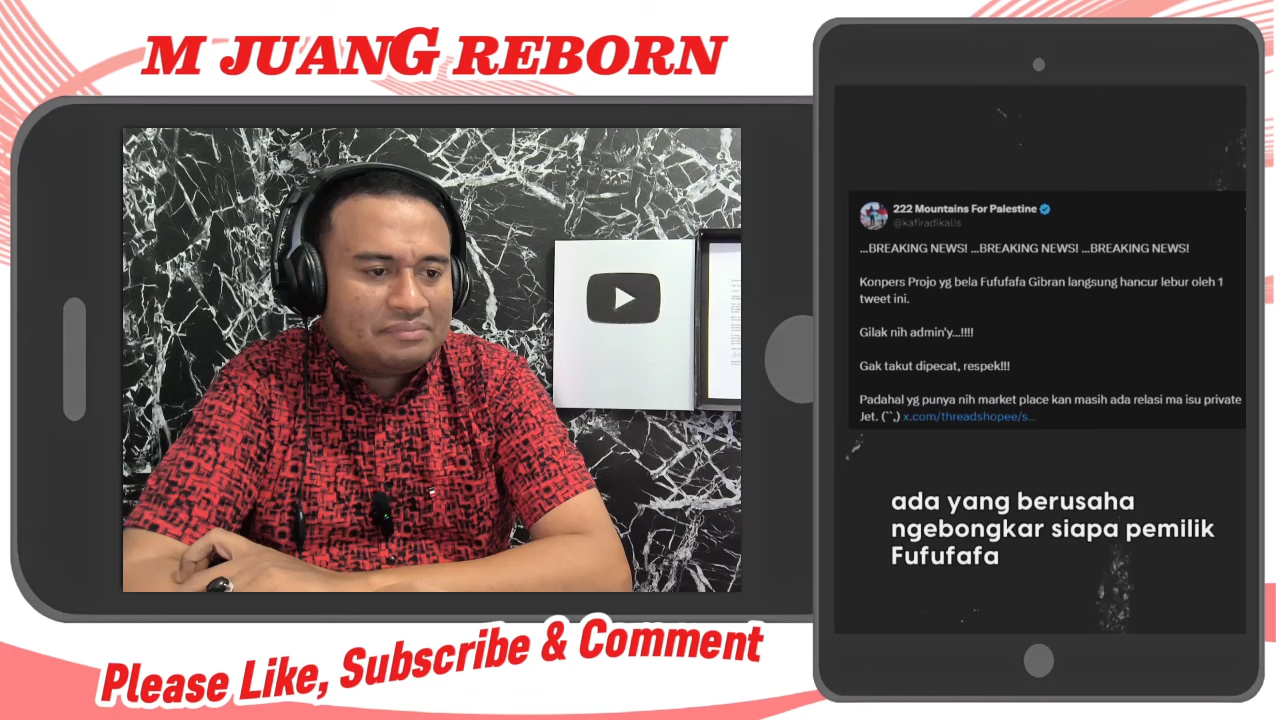 M JUANG REBORN
222 Mountains For Palestine
@kafiradikalis
...BREAKING NEWS! ...BREAKING NEWS! ...BREAKING NEWS!
Konpers Projo yg bela Fufufafa Gibran langsung hancur lebur oleh 1
tweet ini.
Gilak nih admin'y...!!!!
Gak takut dipecat, respek!!!
Padahal yg punya nih market place kan masih ada relasi ma isu private
Jet. (``,) x.com/threadshopee/s...
ada yang berusaha
ngebongkar siapa pemilik
Fufufafa
Please Like, Subscribe & Comment